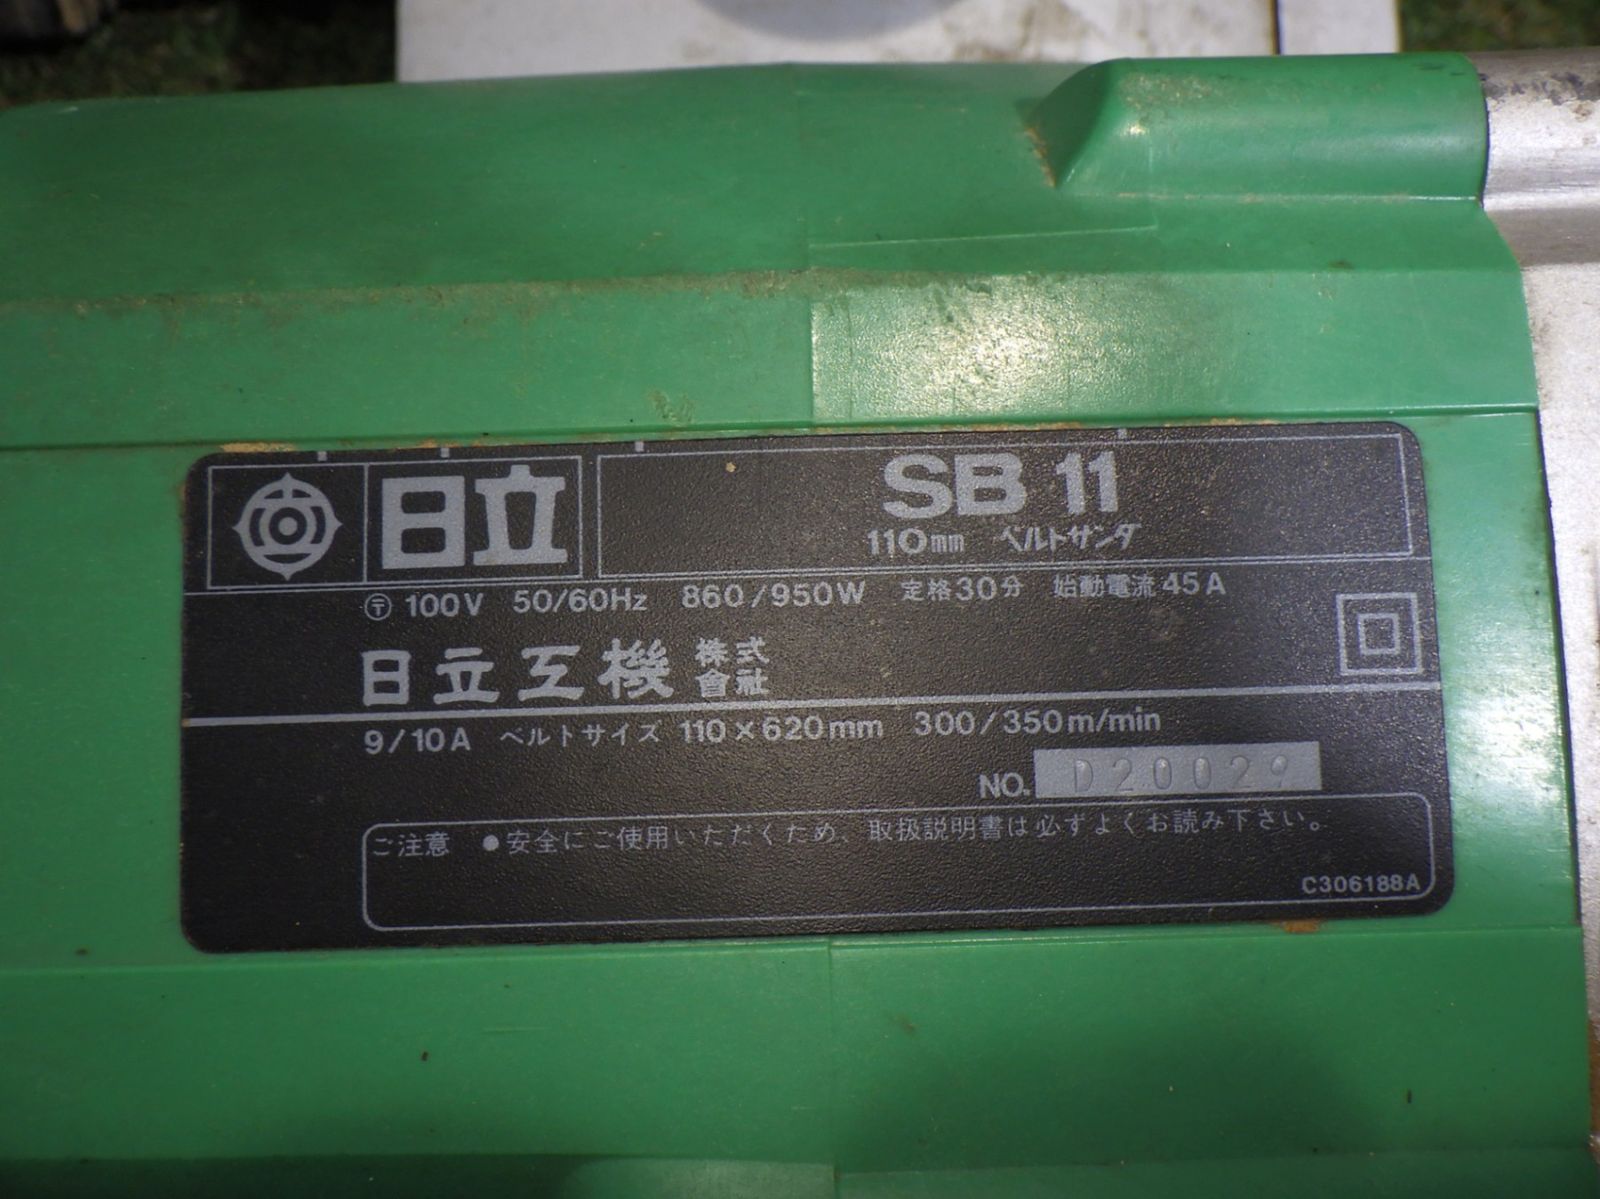 日立
SB 11
110mm ベルトサンダ
〒 100V 50/60Hz 860/950W 定格30分 始動電流45A
日立工機 株式會社
9/10A ベルトサイズ 110×620mm 300/350m/min
NO. D20029
ご注意 ●安全にご使用いただくため、取扱説明書は必ずよくお読み下さい。
C306188A